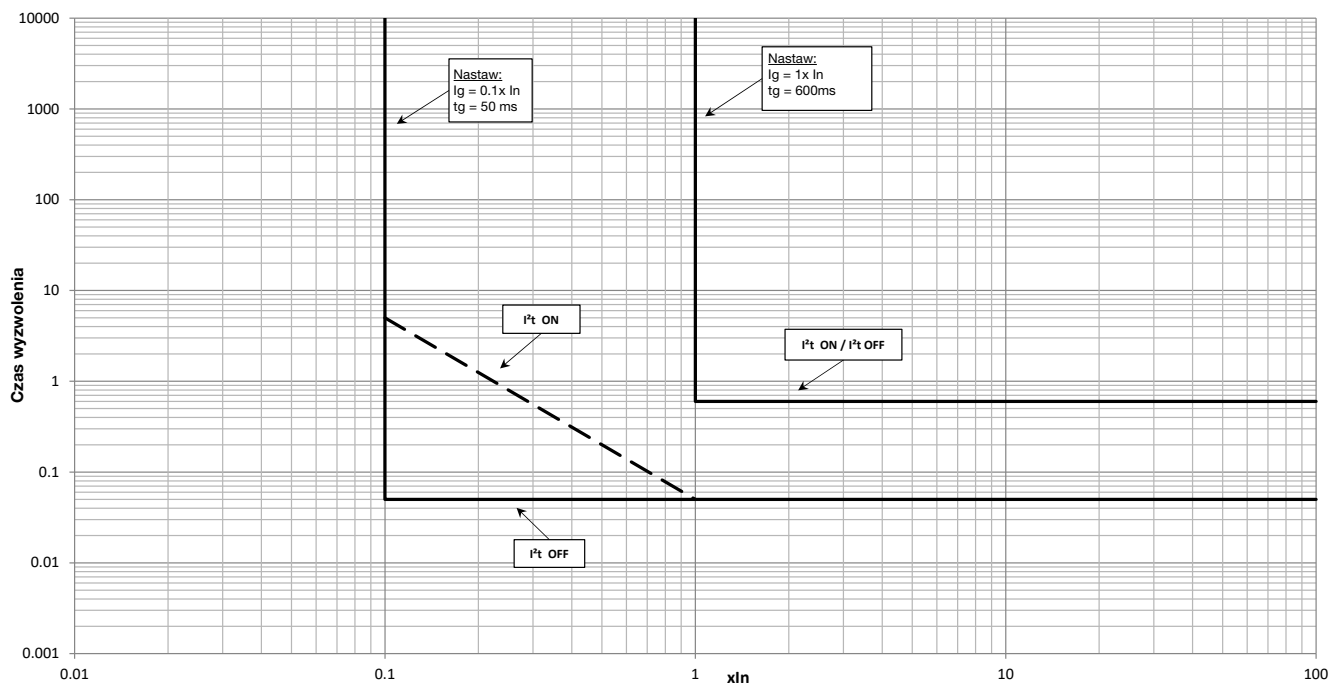 10000
1000
100
10
1
0.1
0.01
0.001
Czas wyzwolenia
Nastaw:
Ig = 0.1x In
tg = 50 ms
Nastaw:
Ig = 1x In
tg = 600ms
I²t ON
I²t ON / I²t OFF
I²t OFF
0.01
0.1
1
10
100
xIn